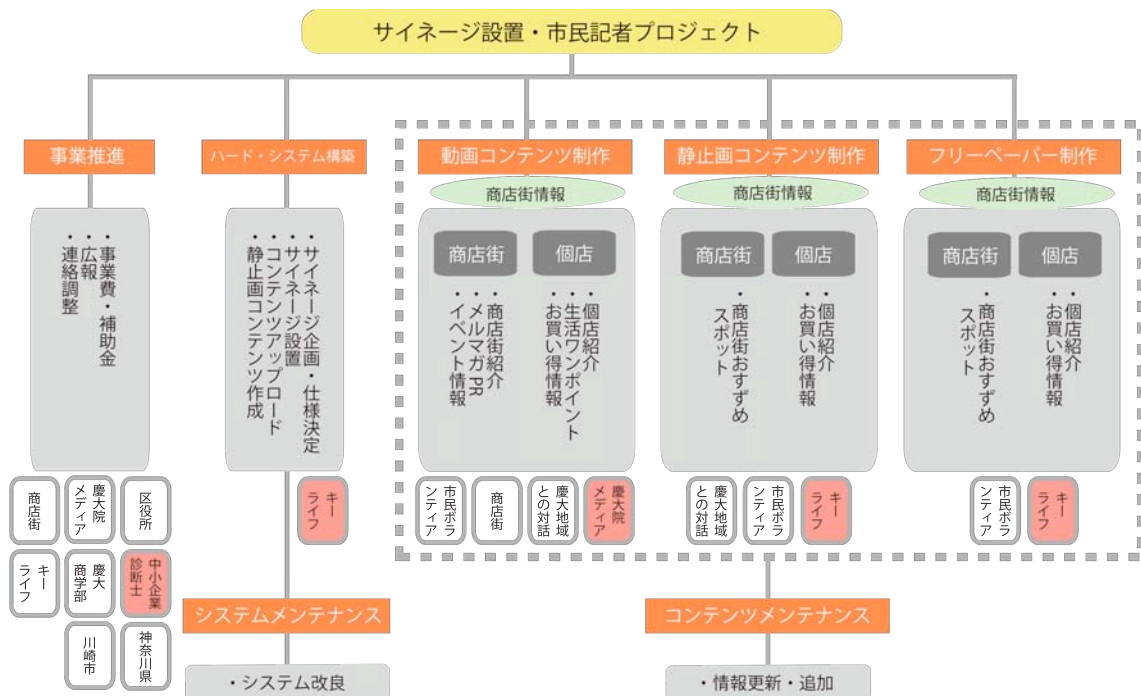 サイネージ設置・市民記者プロジェクト
事業推進
・事業費・補助金
・広報
・連絡調整
区役所
慶大院
メディア
商店街
中小企業
診断士
慶大
商学部
キー
ライフ
神奈川県
川崎市
ハード・システム構築
・サイネージ企画・仕様決定
・サイネージ設置
・コンテンツアップロード
・静止画コンテンツ作成
キー
ライフ
システムメンテナンス
・システム改良
動画コンテンツ制作
商店街情報
商店街
・商店街紹介
・メルマガPR
・イベント情報
個店
・個店紹介
・生活ワンポイント
・お買い得情報
市民ボラ
ンティア
商店街
慶大地域
との対話
慶大院
メディア
静止画コンテンツ制作
商店街情報
商店街
・商店街おすすめ
スポット
個店
・個店紹介
・お買い得情報
慶大地域
との対話
市民ボラ
ンティア
キー
ライフ
フリーペーパー制作
商店街情報
商店街
・商店街おすすめ
スポット
個店
・個店紹介
・お買い得情報
市民ボラ
ンティア
キー
ライフ
コンテンツメンテナンス
・情報更新・追加